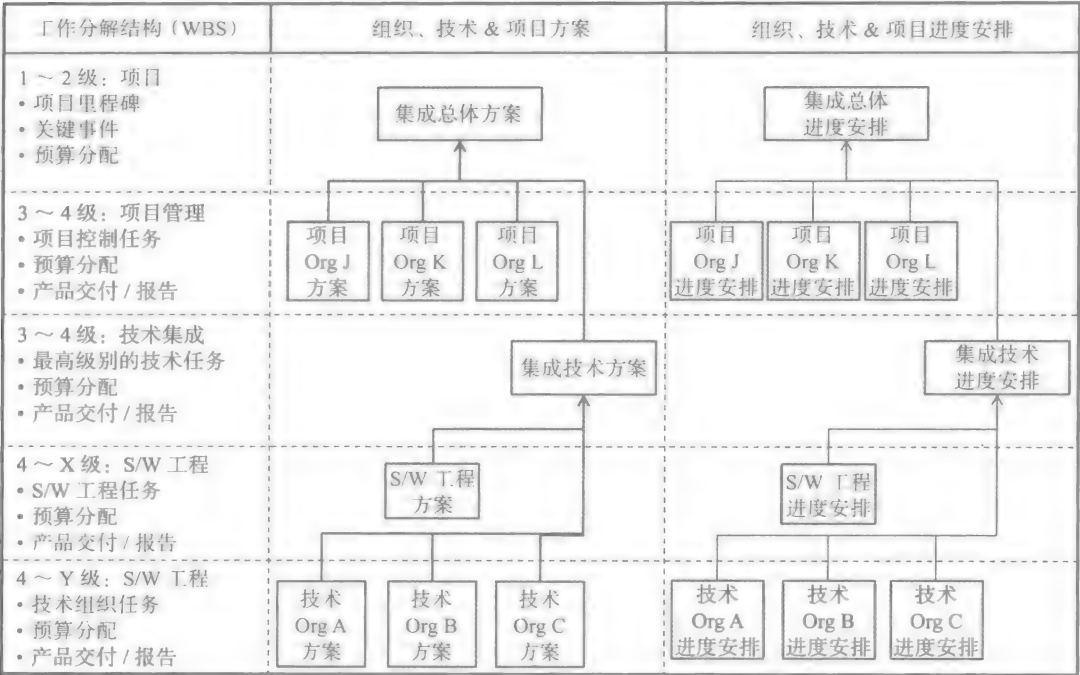 工作分解结构（WBS）
组织、技术 & 项目方案
组织、技术 & 项目进度安排
1～2级：项目
• 项目里程碑
• 关键事件
• 预算分配
集成总体方案
集成总体
进度安排
3～4级：项目管理
• 项目控制任务
• 预算分配
• 产品交付 / 报告
项目
Org J
方案
项目
Org K
方案
项目
Org L
方案
项目
Org J
进度安排
项目
Org K
进度安排
项目
Org L
进度安排
3～4级：技术集成
• 最高级别的技术任务
• 预算分配
• 产品交付 / 报告
集成技术方案
集成技术
进度安排
4～X级：S/W 工程
• S/W 工程任务
• 预算分配
• 产品交付 / 报告
S/W 工程
方案
S/W 工程
进度安排
4～Y级：S/W 工程
• 技术组织任务
• 预算分配
• 产品交付 / 报告
技术
Org A
方案
技术
Org B
方案
技术
Org C
方案
技术
Org A
进度安排
技术
Org B
进度安排
技术
Org C
进度安排